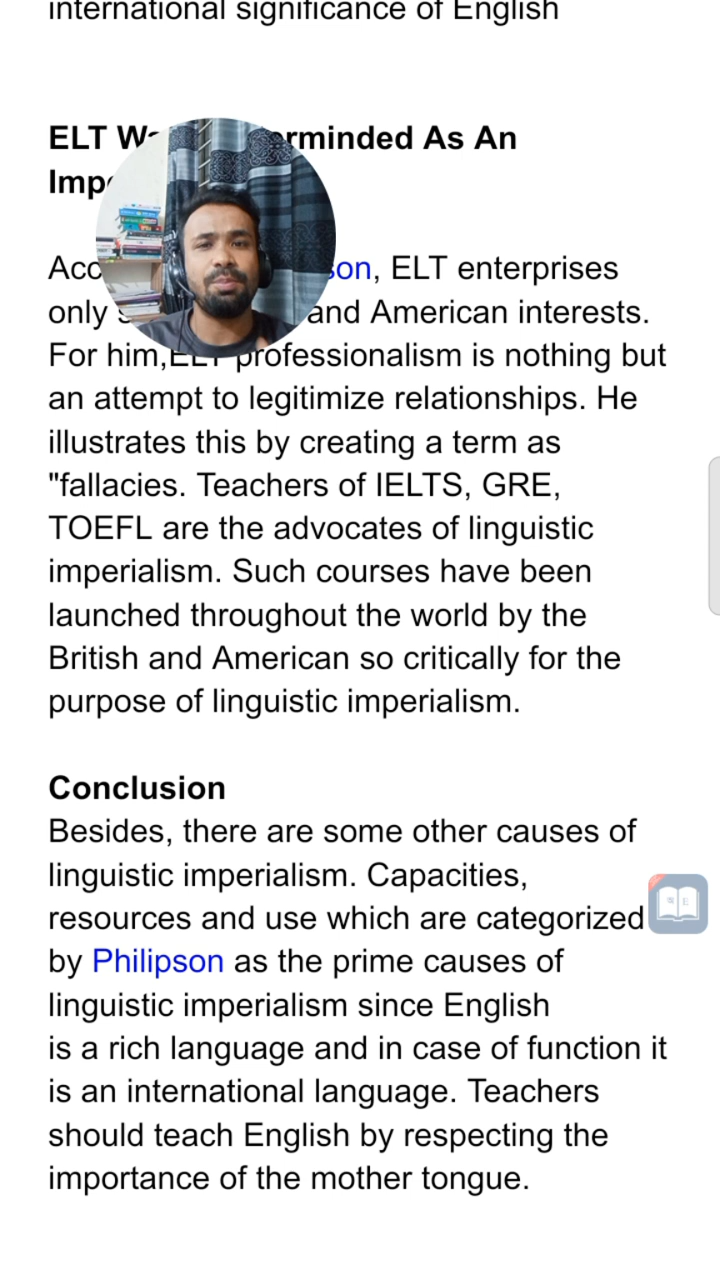 international significance of English
ELT W rminded As An
Imp
Acc son, ELT enterprises
only and American interests.
For him,ELT professionalism is nothing but
an attempt to legitimize relationships. He
illustrates this by creating a term as
"fallacies. Teachers of IELTS, GRE,
TOEFL are the advocates of linguistic
imperialism. Such courses have been
launched throughout the world by the
British and American so critically for the
purpose of linguistic imperialism.
Conclusion
Besides, there are some other causes of
linguistic imperialism. Capacities,
resources and use which are categorized
by Philipson as the prime causes of
linguistic imperialism since English
is a rich language and in case of function it
is an international language. Teachers
should teach English by respecting the
importance of the mother tongue.